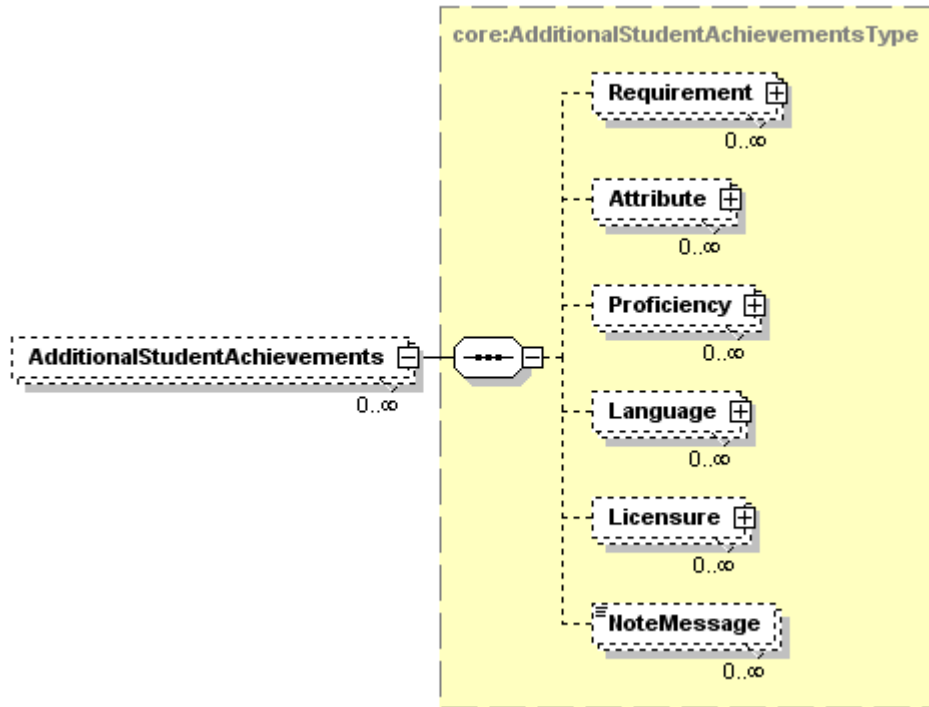 core:AdditionalStudentAchievementsType
Requirement
0..∞
Attribute
0..∞
Proficiency
0..∞
AdditionalStudentAchievements
0..∞
Language
0..∞
Licensure
0..∞
NoteMessage
0..∞